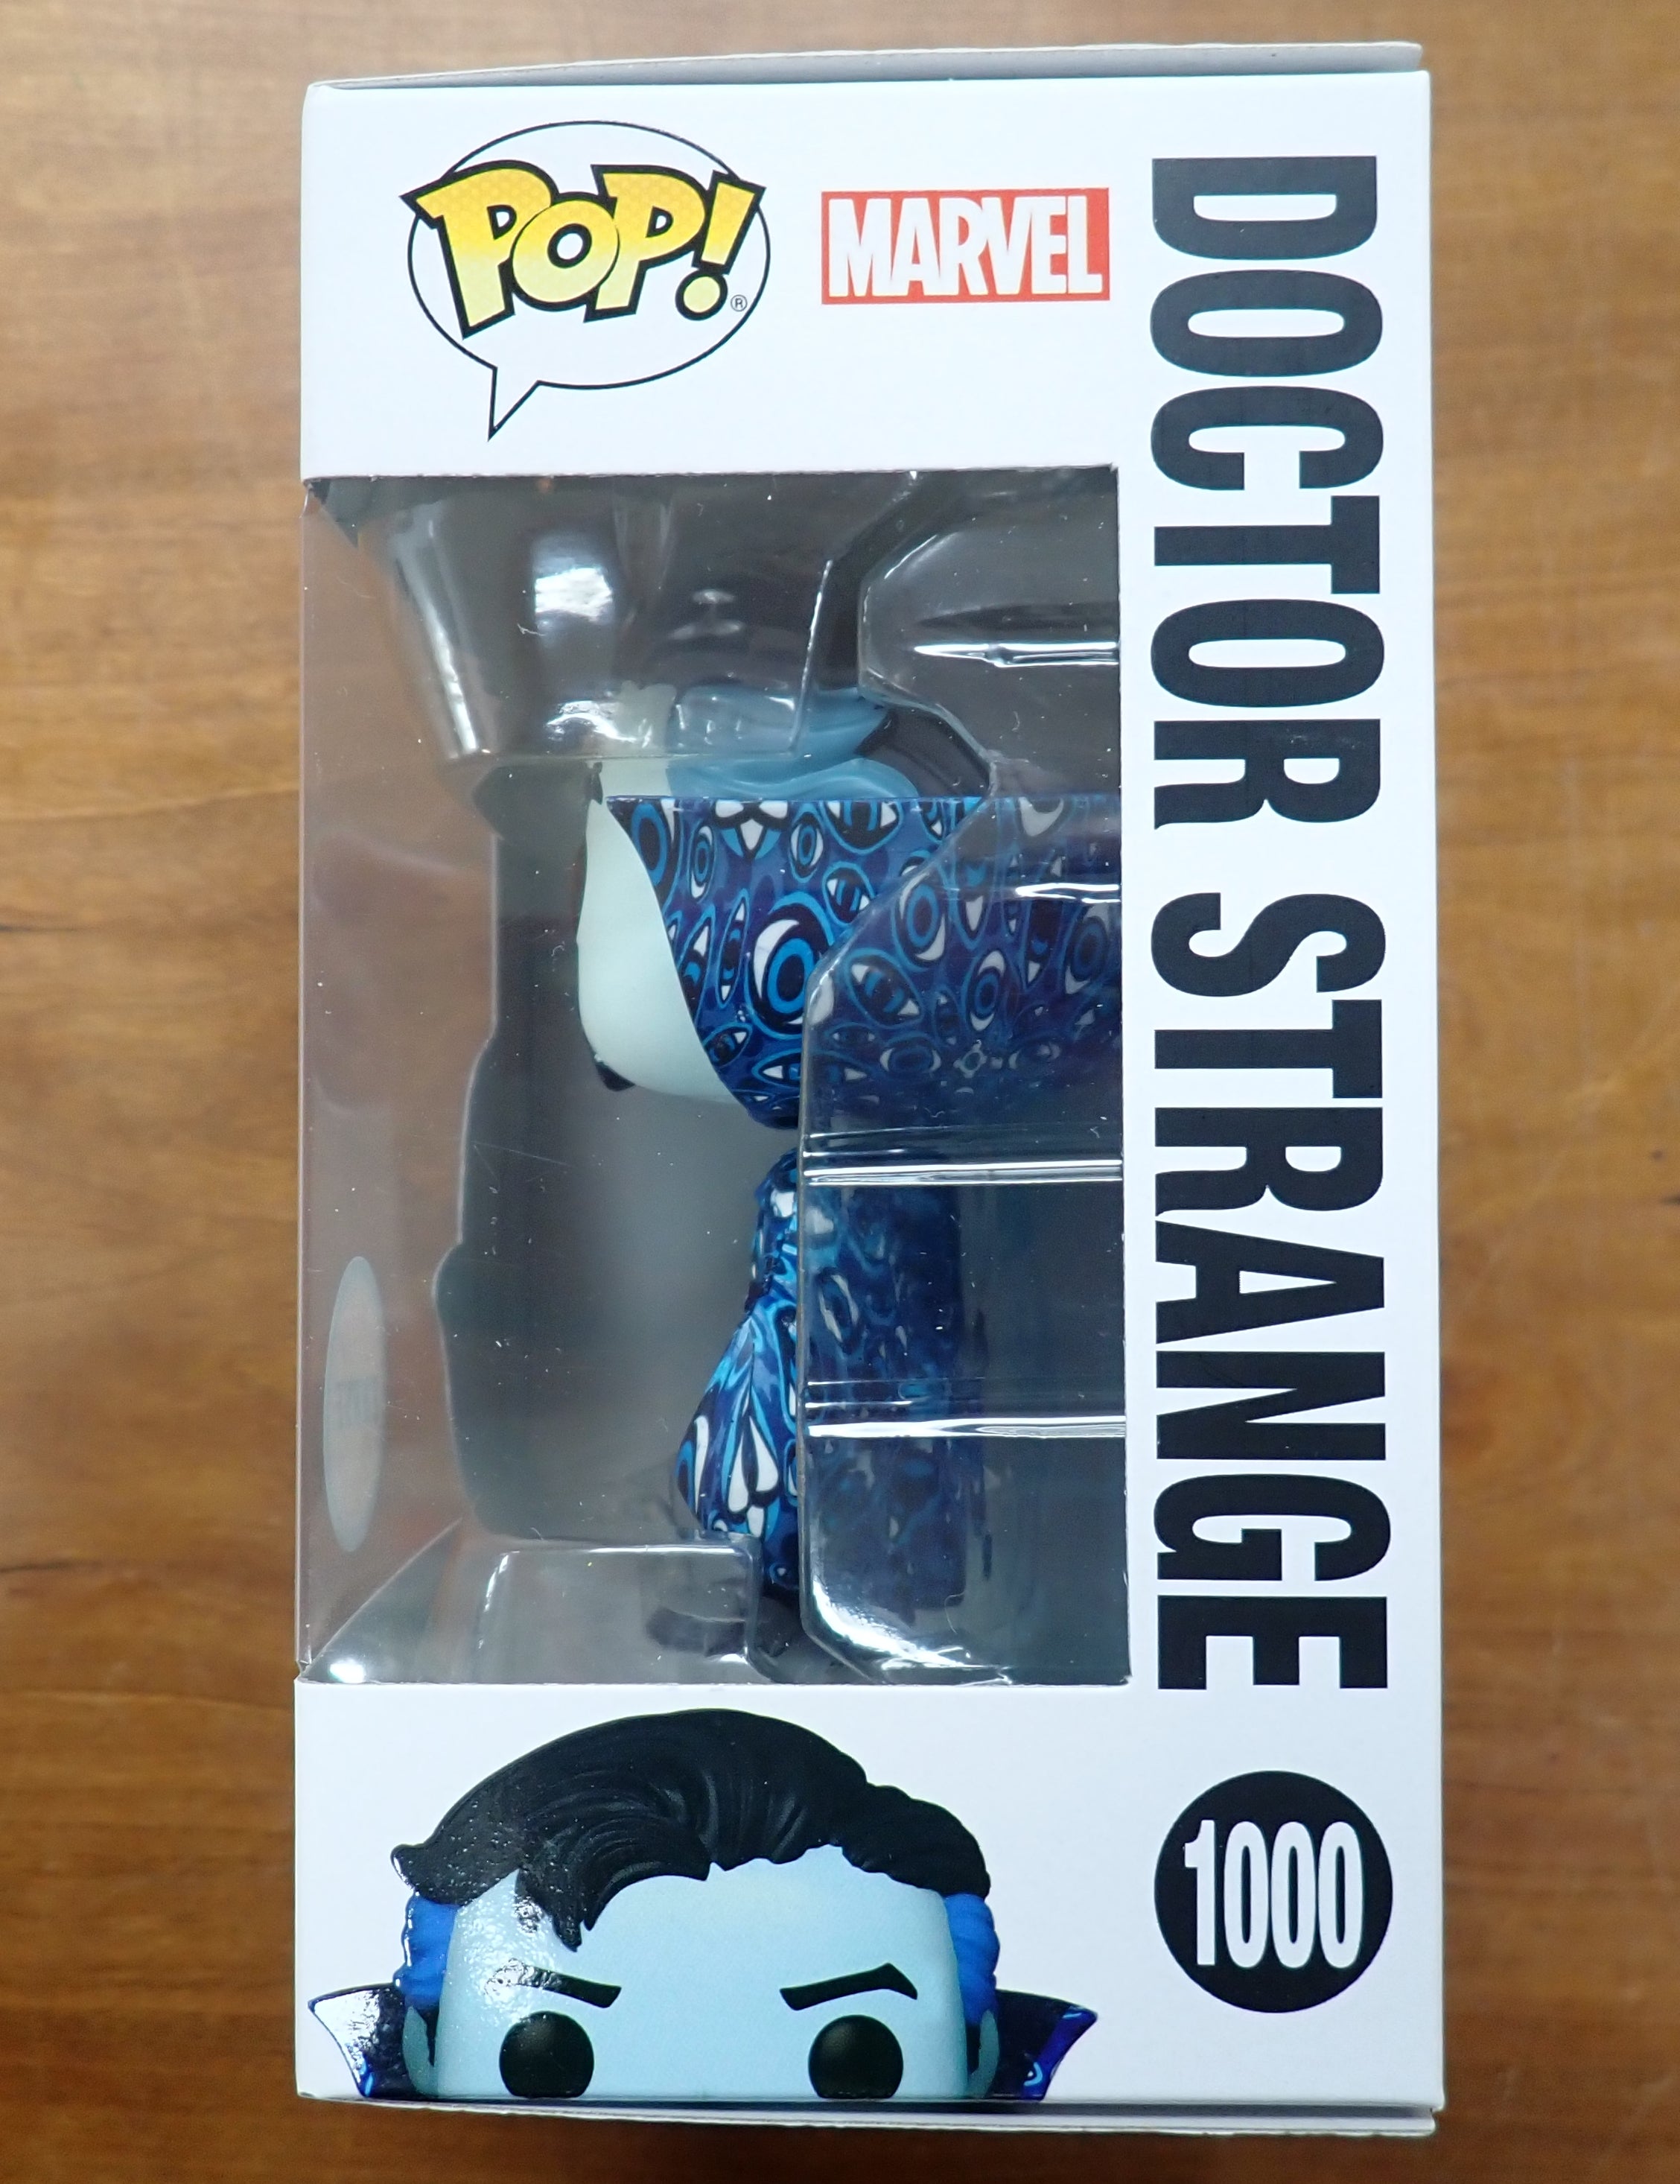 POP!®
MARVEL
DOCTOR STRANGE
1000